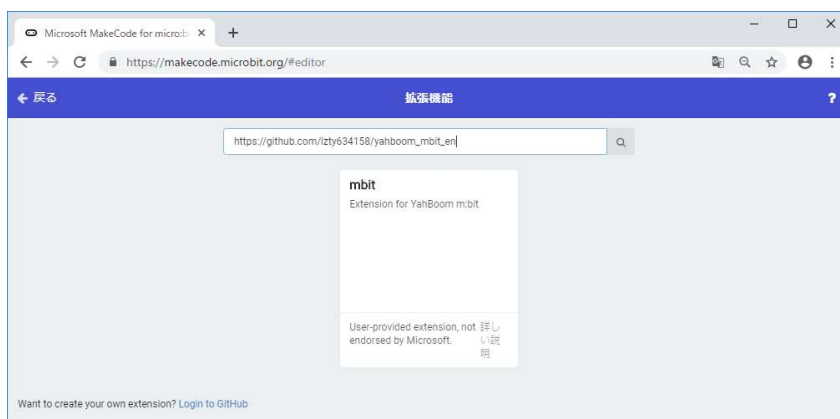 Microsoft MakeCode for micro:b
https://makecode.microbit.org/#editor
戻る
拡張機能
?
https://github.com/lzty634158/yahboom_mbit_en
mbit
Extension for YahBoom m:bit
User-provided extension, not
endorsed by Microsoft.
詳し
い説
明
Want to create your own extension? Login to GitHub